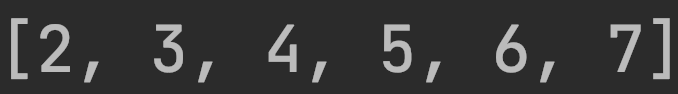 [2, 3, 4, 5, 6, 7]